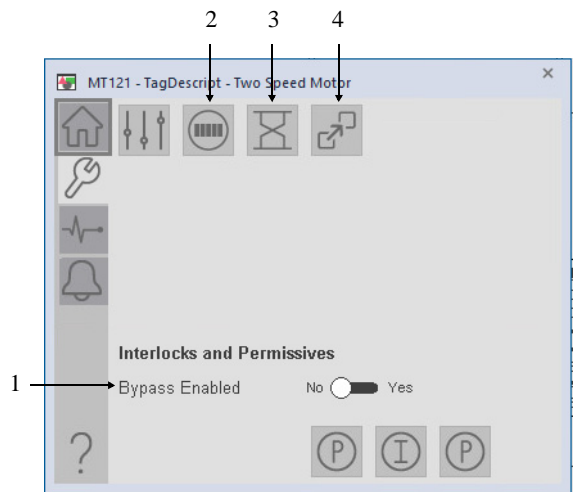 2 3 4
MT121 - TagDescript - Two Speed Motor
Interlocks and Permissives
1 Bypass Enabled No Yes
? P I P